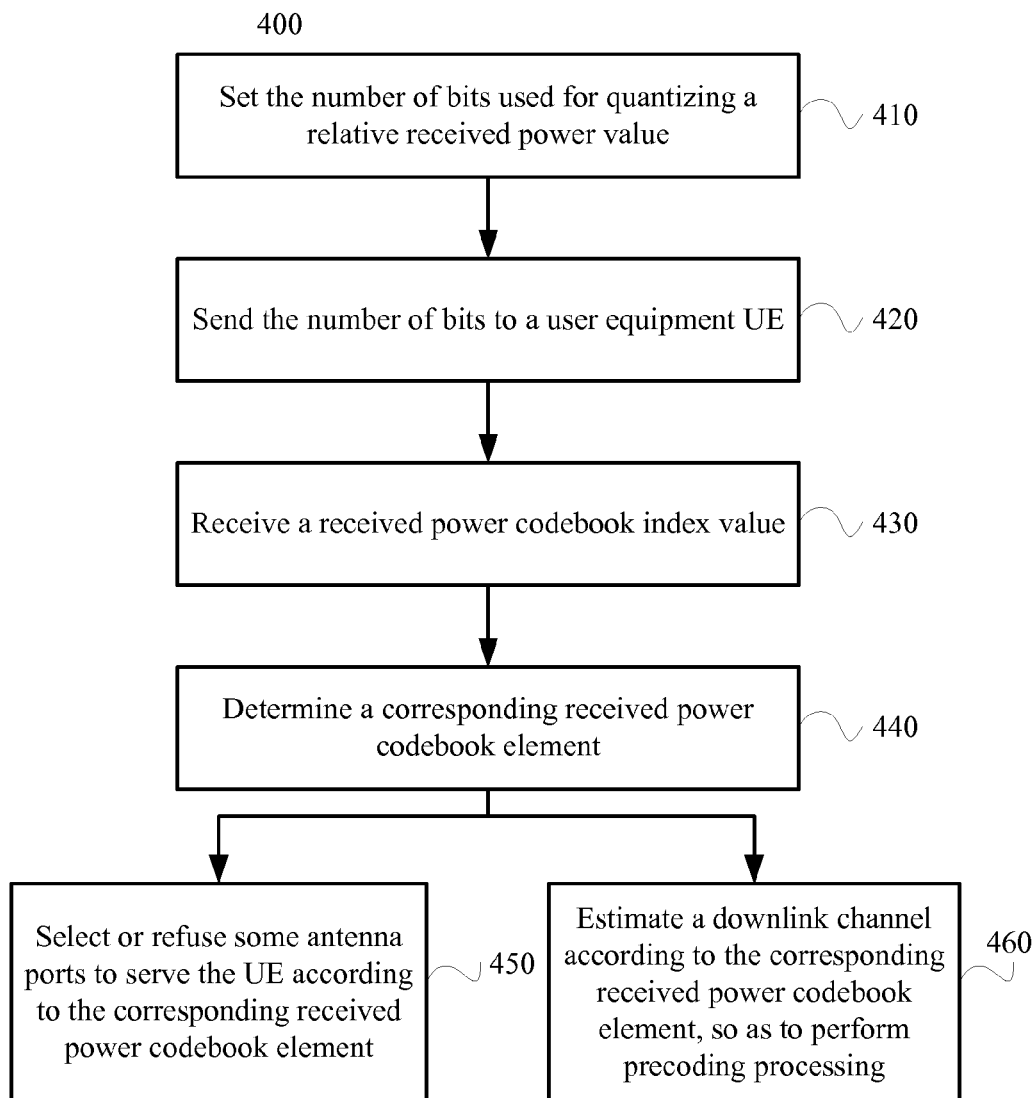 400
Set the number of bits used for quantizing a
relative received power value
410
Send the number of bits to a user equipment UE
420
Receive a received power codebook index value
430
Determine a corresponding received power
codebook element
440
Select or refuse some antenna
ports to serve the UE according
to the corresponding received
power codebook element
450
Estimate a downlink channel
according to the corresponding
received power codebook
element, so as to perform
precoding processing
460